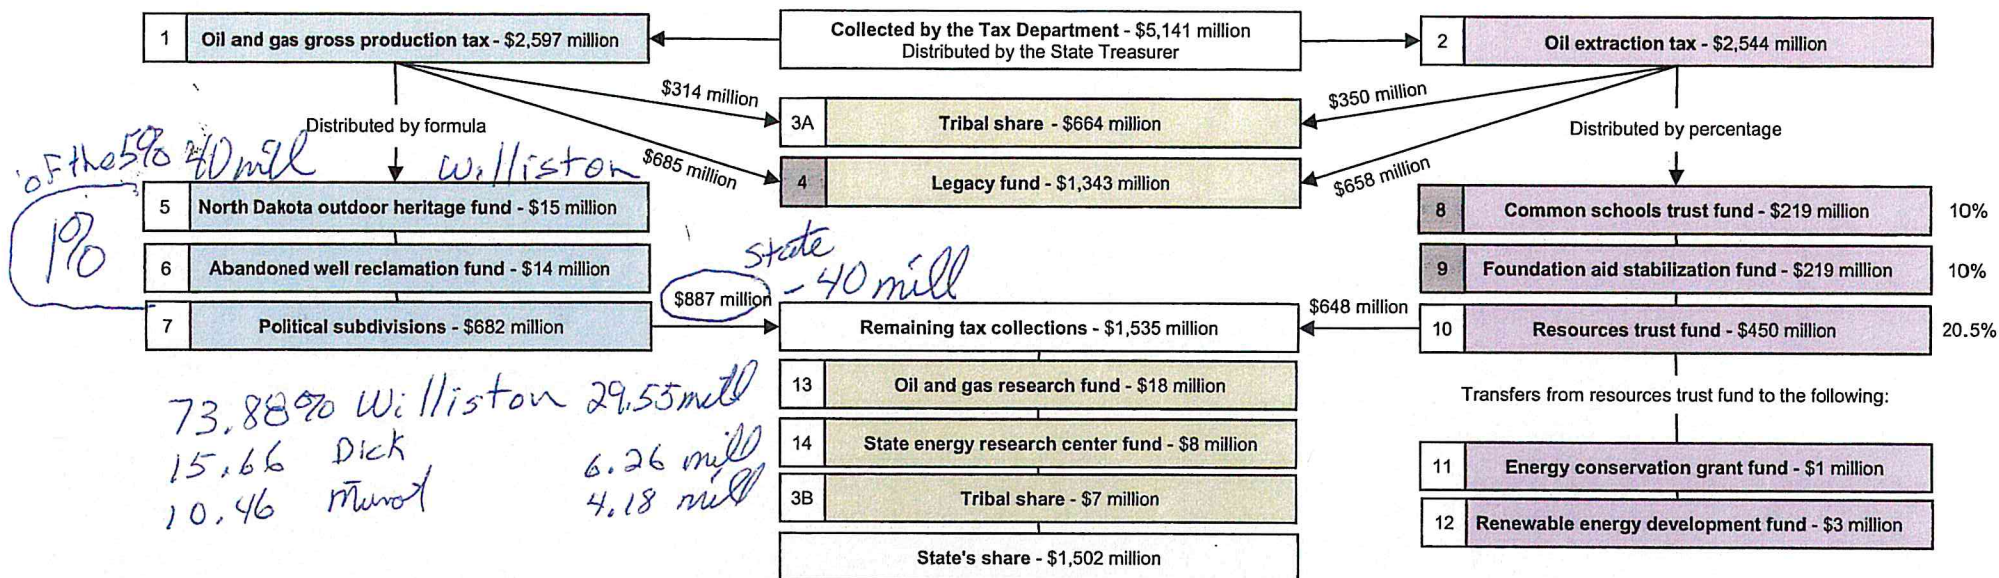 1 Oil and gas gross production tax - $2,597 million
Collected by the Tax Department - $5,141 million
Distributed by the State Treasurer
2 Oil extraction tax - $2,544 million
$314 million
$350 million
3A Tribal share - $664 million
Distributed by formula
Distributed by percentage
of the 5% 40 mill Williston
$685 million
4 Legacy fund - $1,343 million
$658 million
1%
5 North Dakota outdoor heritage fund - $15 million
8 Common schools trust fund - $219 million 10%
6 Abandoned well reclamation fund - $14 million
State
$887 million - 40 mill
9 Foundation aid stabilization fund - $219 million 10%
7 Political subdivisions - $682 million
Remaining tax collections - $1,535 million
$648 million
10 Resources trust fund - $450 million 20.5%
73.88% Williston 29.55 mill
15.66 Dick 6.26 mill
10.46 4.18 mill
13 Oil and gas research fund - $18 million
14 State energy research center fund - $8 million
3B Tribal share - $7 million
State's share - $1,502 million
Transfers from resources trust fund to the following:
11 Energy conservation grant fund - $1 million
12 Renewable energy development fund - $3 million